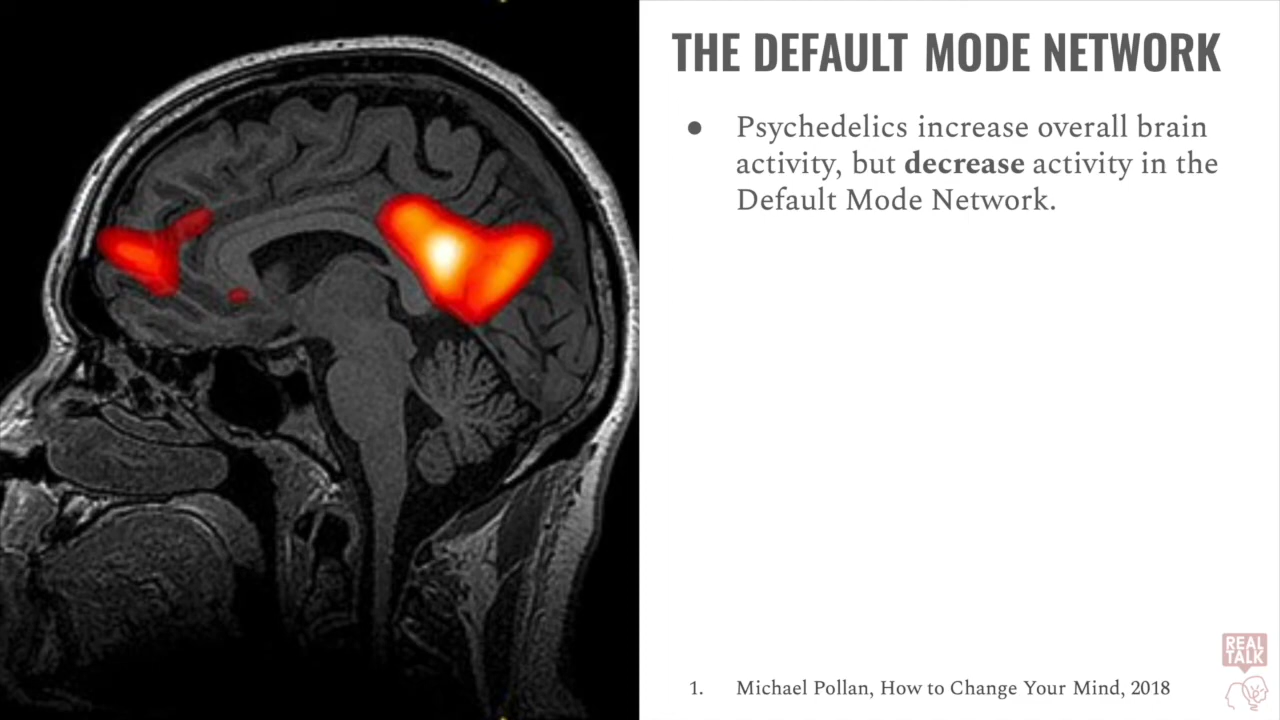 THE DEFAULT MODE NETWORK
● Psychedelics increase overall brain
activity, but decrease activity in the
Default Mode Network.
1. Michael Pollan, How to Change Your Mind, 2018
REAL
TALK